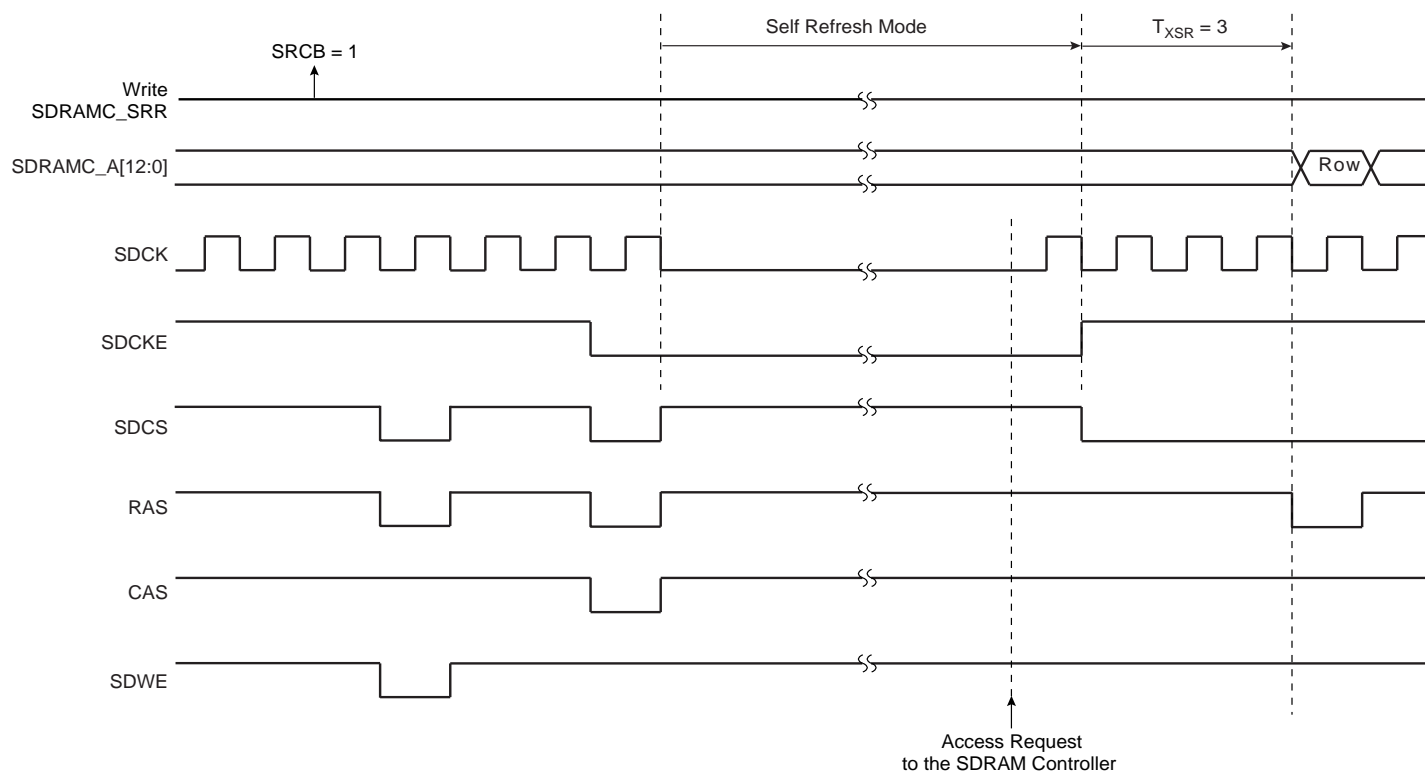 Self Refresh Mode
T_XSR = 3
SRCB = 1
Write
SDRAMC_SRR
SDRAMC_A[12:0]
Row
SDCK
SDCKE
SDCS
RAS
CAS
SDWE
Access Request
to the SDRAM Controller